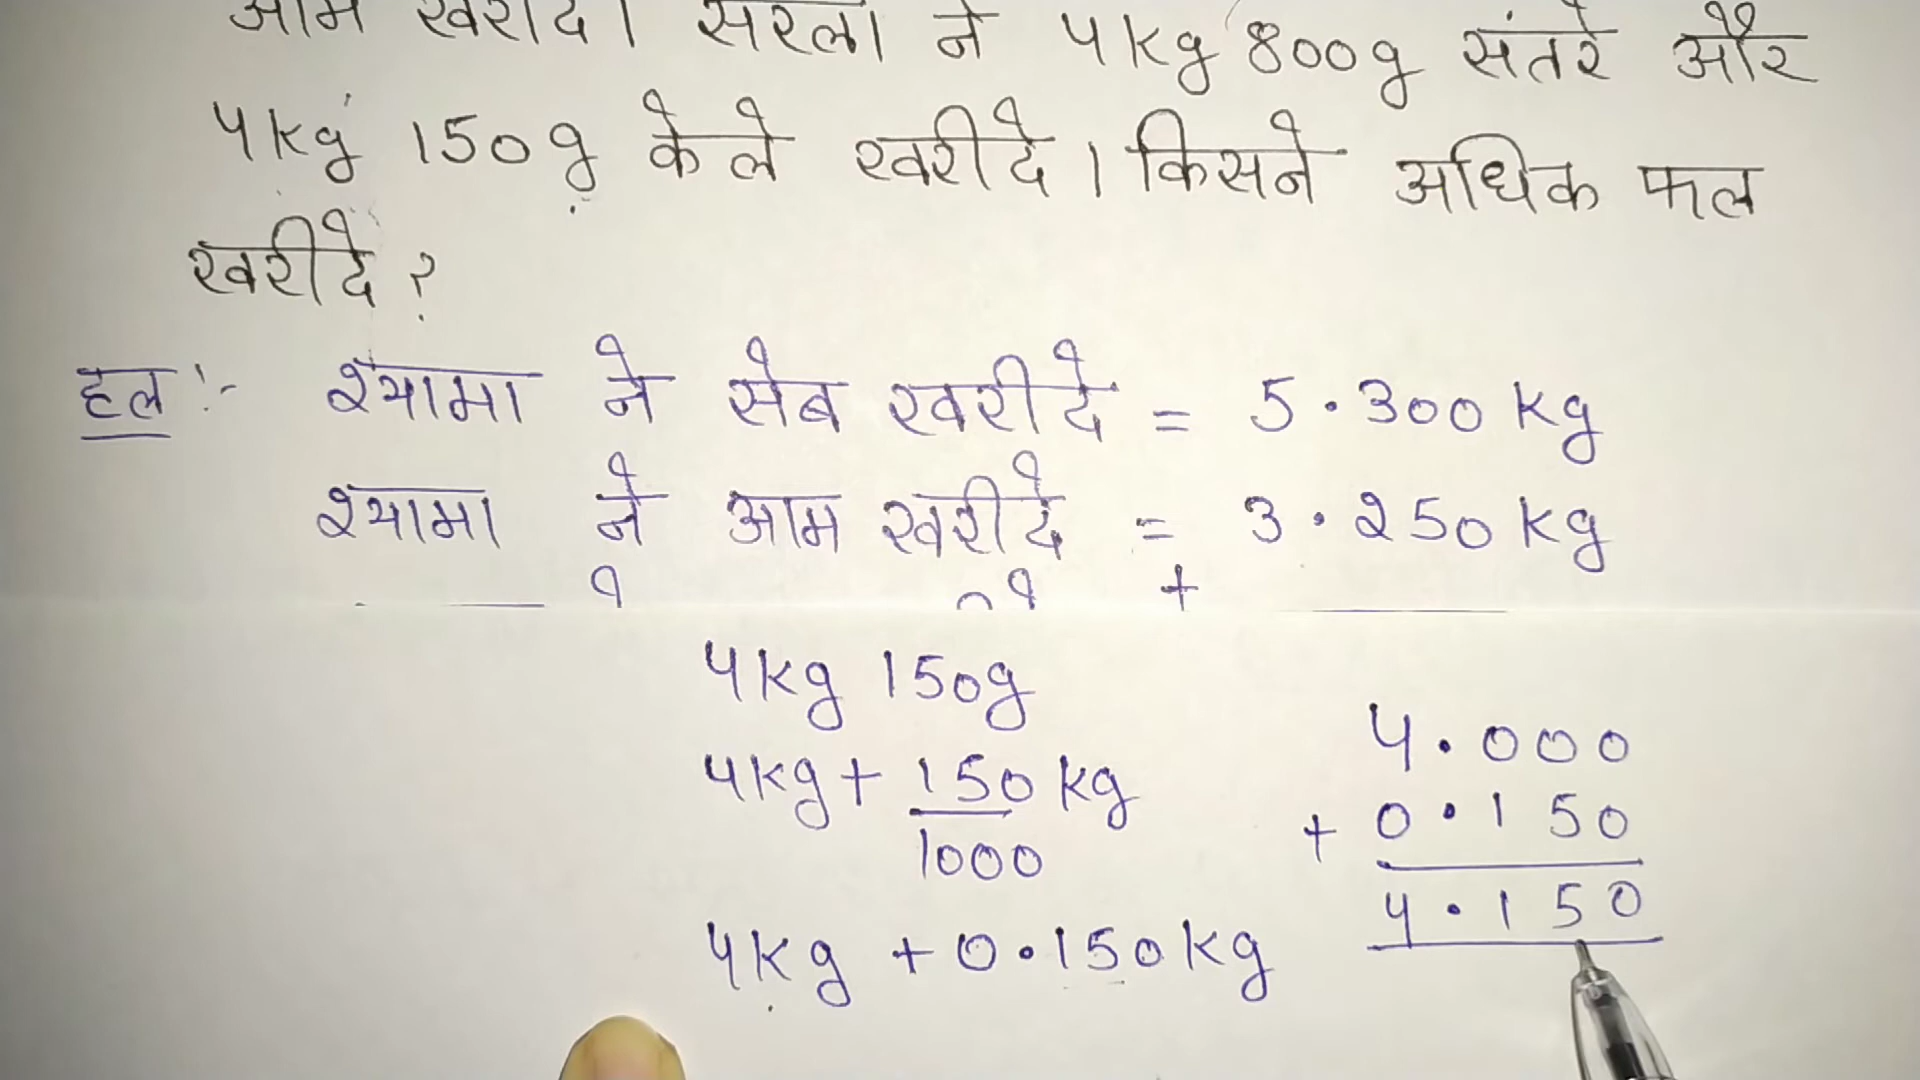 आम खरीदे। सरला ने 4kg 800g संतरे और
4kg 150g केले खरीदे। किसने अधिक फल
खरीदे?
हल :- श्यामा ने सेब खरीदे = 5.300 kg
श्यामा ने आम खरीदे = 3.250 kg
+
4kg 150g
4kg + 150 kg
1000
4kg + 0.150 kg
4.000
+ 0.150
4.150